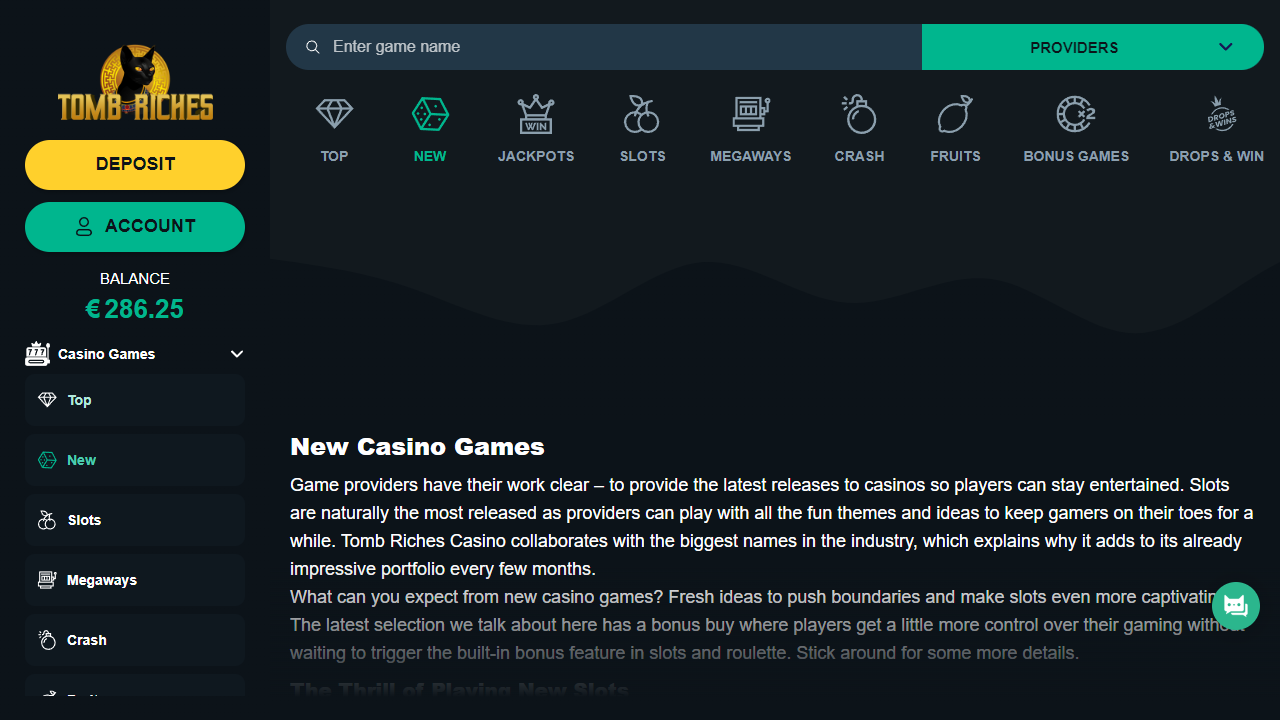 TOMB RICHES
DEPOSIT
ACCOUNT
BALANCE
€ 286.25
Casino Games
Top
New
Slots
Megaways
Crash
Enter game name
PROVIDERS
TOP
NEW
WIN
JACKPOTS
SLOTS
MEGAWAYS
CRASH
FRUITS
X2
BONUS GAMES
DROPS
&WINS
DROPS & WIN
New Casino Games
Game providers have their work clear – to provide the latest releases to casinos so players can stay entertained. Slots
are naturally the most released as providers can play with all the fun themes and ideas to keep gamers on their toes for a
while. Tomb Riches Casino collaborates with the biggest names in the industry, which explains why it adds to its already
impressive portfolio every few months.
What can you expect from new casino games? Fresh ideas to push boundaries and make slots even more captivatin
The latest selection we talk about here has a bonus buy where players get a little more control over their gaming without
waiting to trigger the built-in bonus feature in slots and roulette. Stick around for some more details.
The Thrill of Playing New Slots